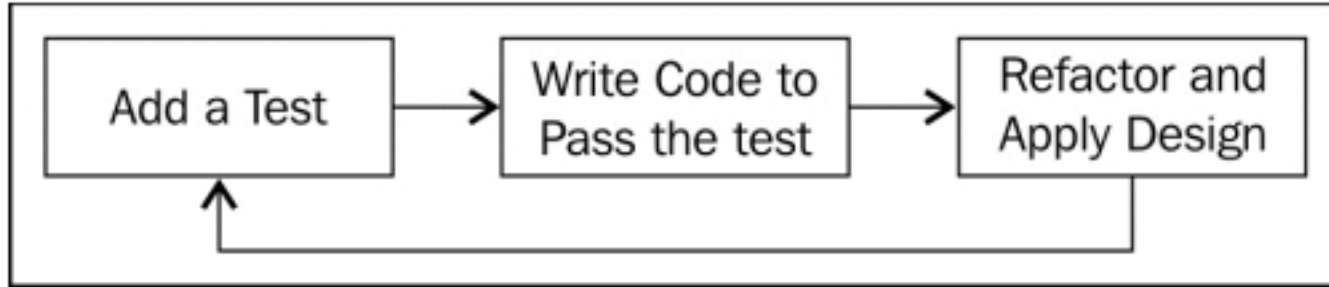 Add a Test
Write Code to
Pass the test
Refactor and
Apply Design